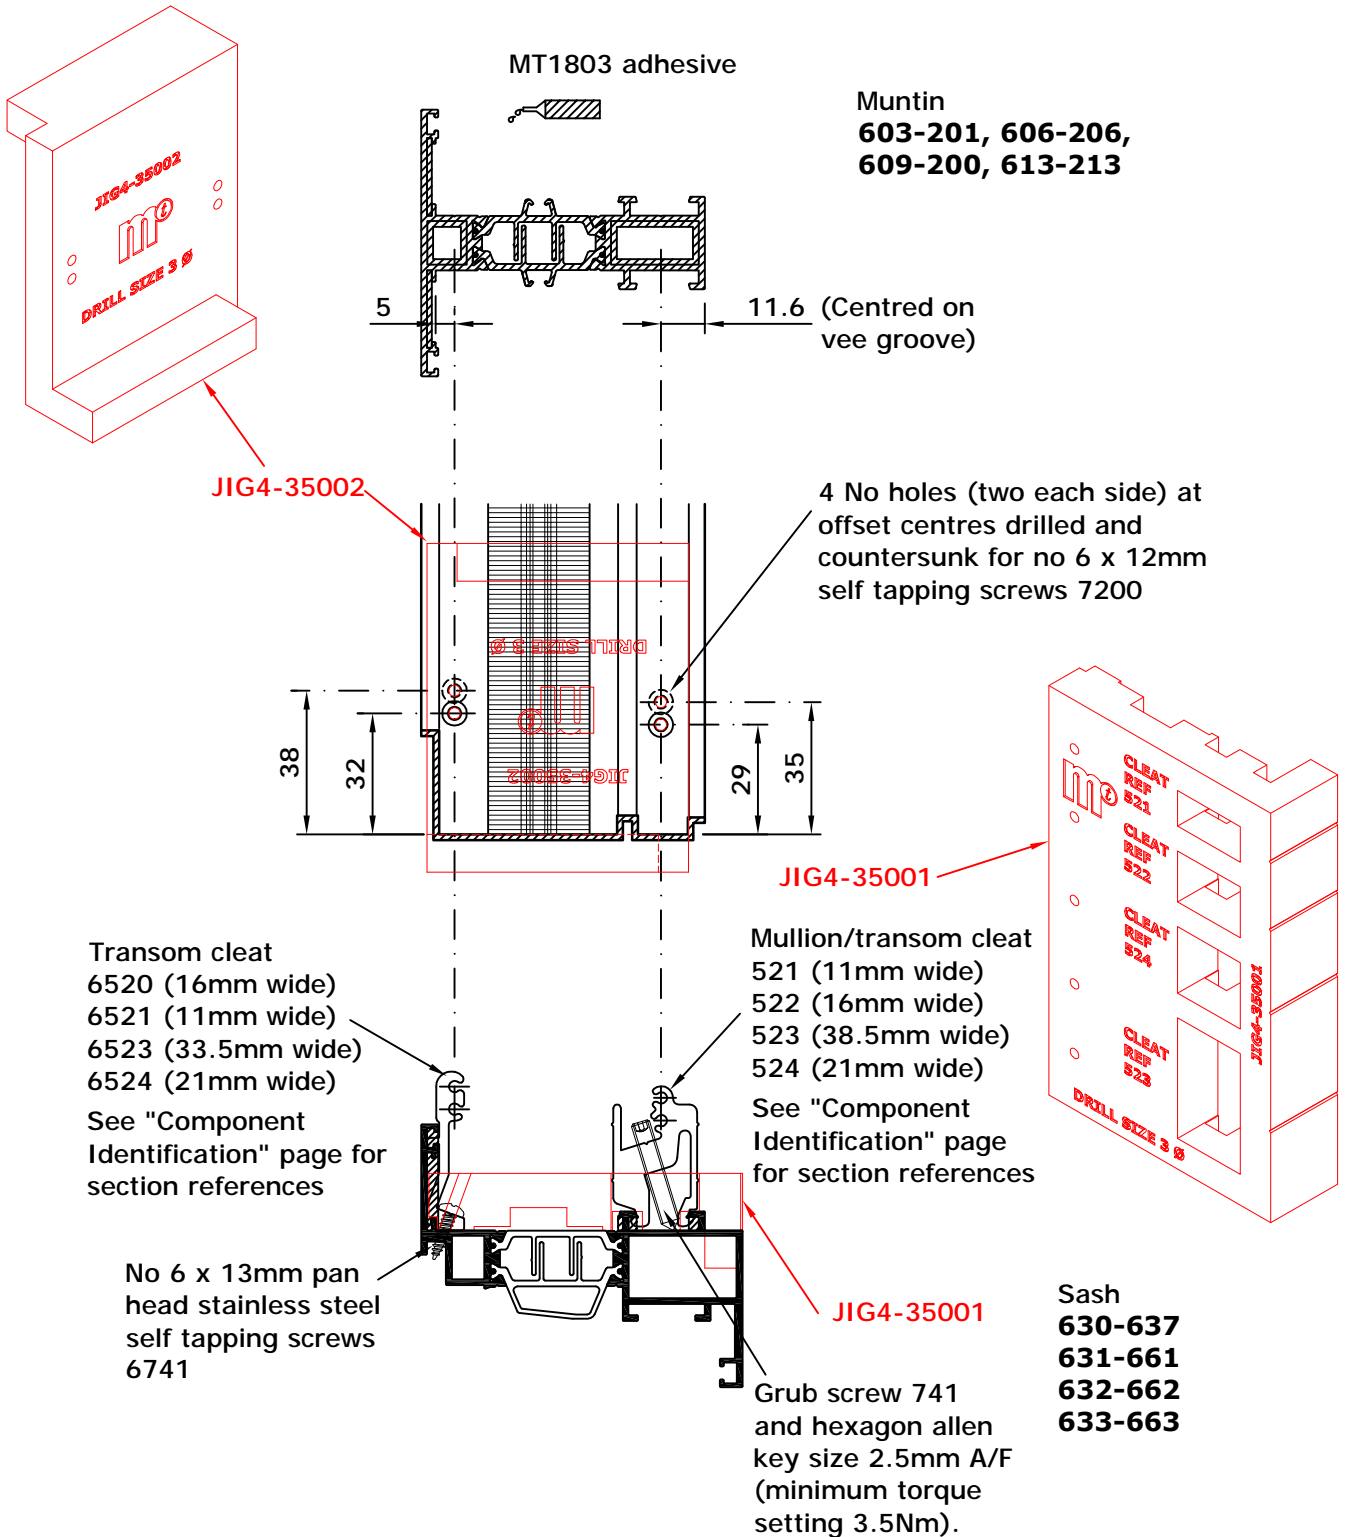 MT1803 adhesive
Muntin
603-201, 606-206,
609-200, 613-213
JIG4-35002
mt
DRILL SIZE 3 Ø
5
11.6 (Centred on
vee groove)
JIG4-35002
4 No holes (two each side) at
offset centres drilled and
countersunk for no 6 x 12mm
self tapping screws 7200
DRILL SIZE 3 Ø
mt
JIG4-35002
38
32
29
35
mt
CLEAT
REF
521
CLEAT
REF
522
CLEAT
REF
524
CLEAT
REF
523
JIG4-35001
DRILL SIZE 3 Ø
JIG4-35001
Transom cleat
6520 (16mm wide)
6521 (11mm wide)
6523 (33.5mm wide)
6524 (21mm wide)
See "Component
Identification" page for
section references
Mullion/transom cleat
521 (11mm wide)
522 (16mm wide)
523 (38.5mm wide)
524 (21mm wide)
See "Component
Identification" page
for section references
No 6 x 13mm pan
head stainless steel
self tapping screws
6741
JIG4-35001
Sash
630-637
631-661
632-662
633-663
Grub screw 741
and hexagon allen
key size 2.5mm A/F
(minimum torque
setting 3.5Nm).